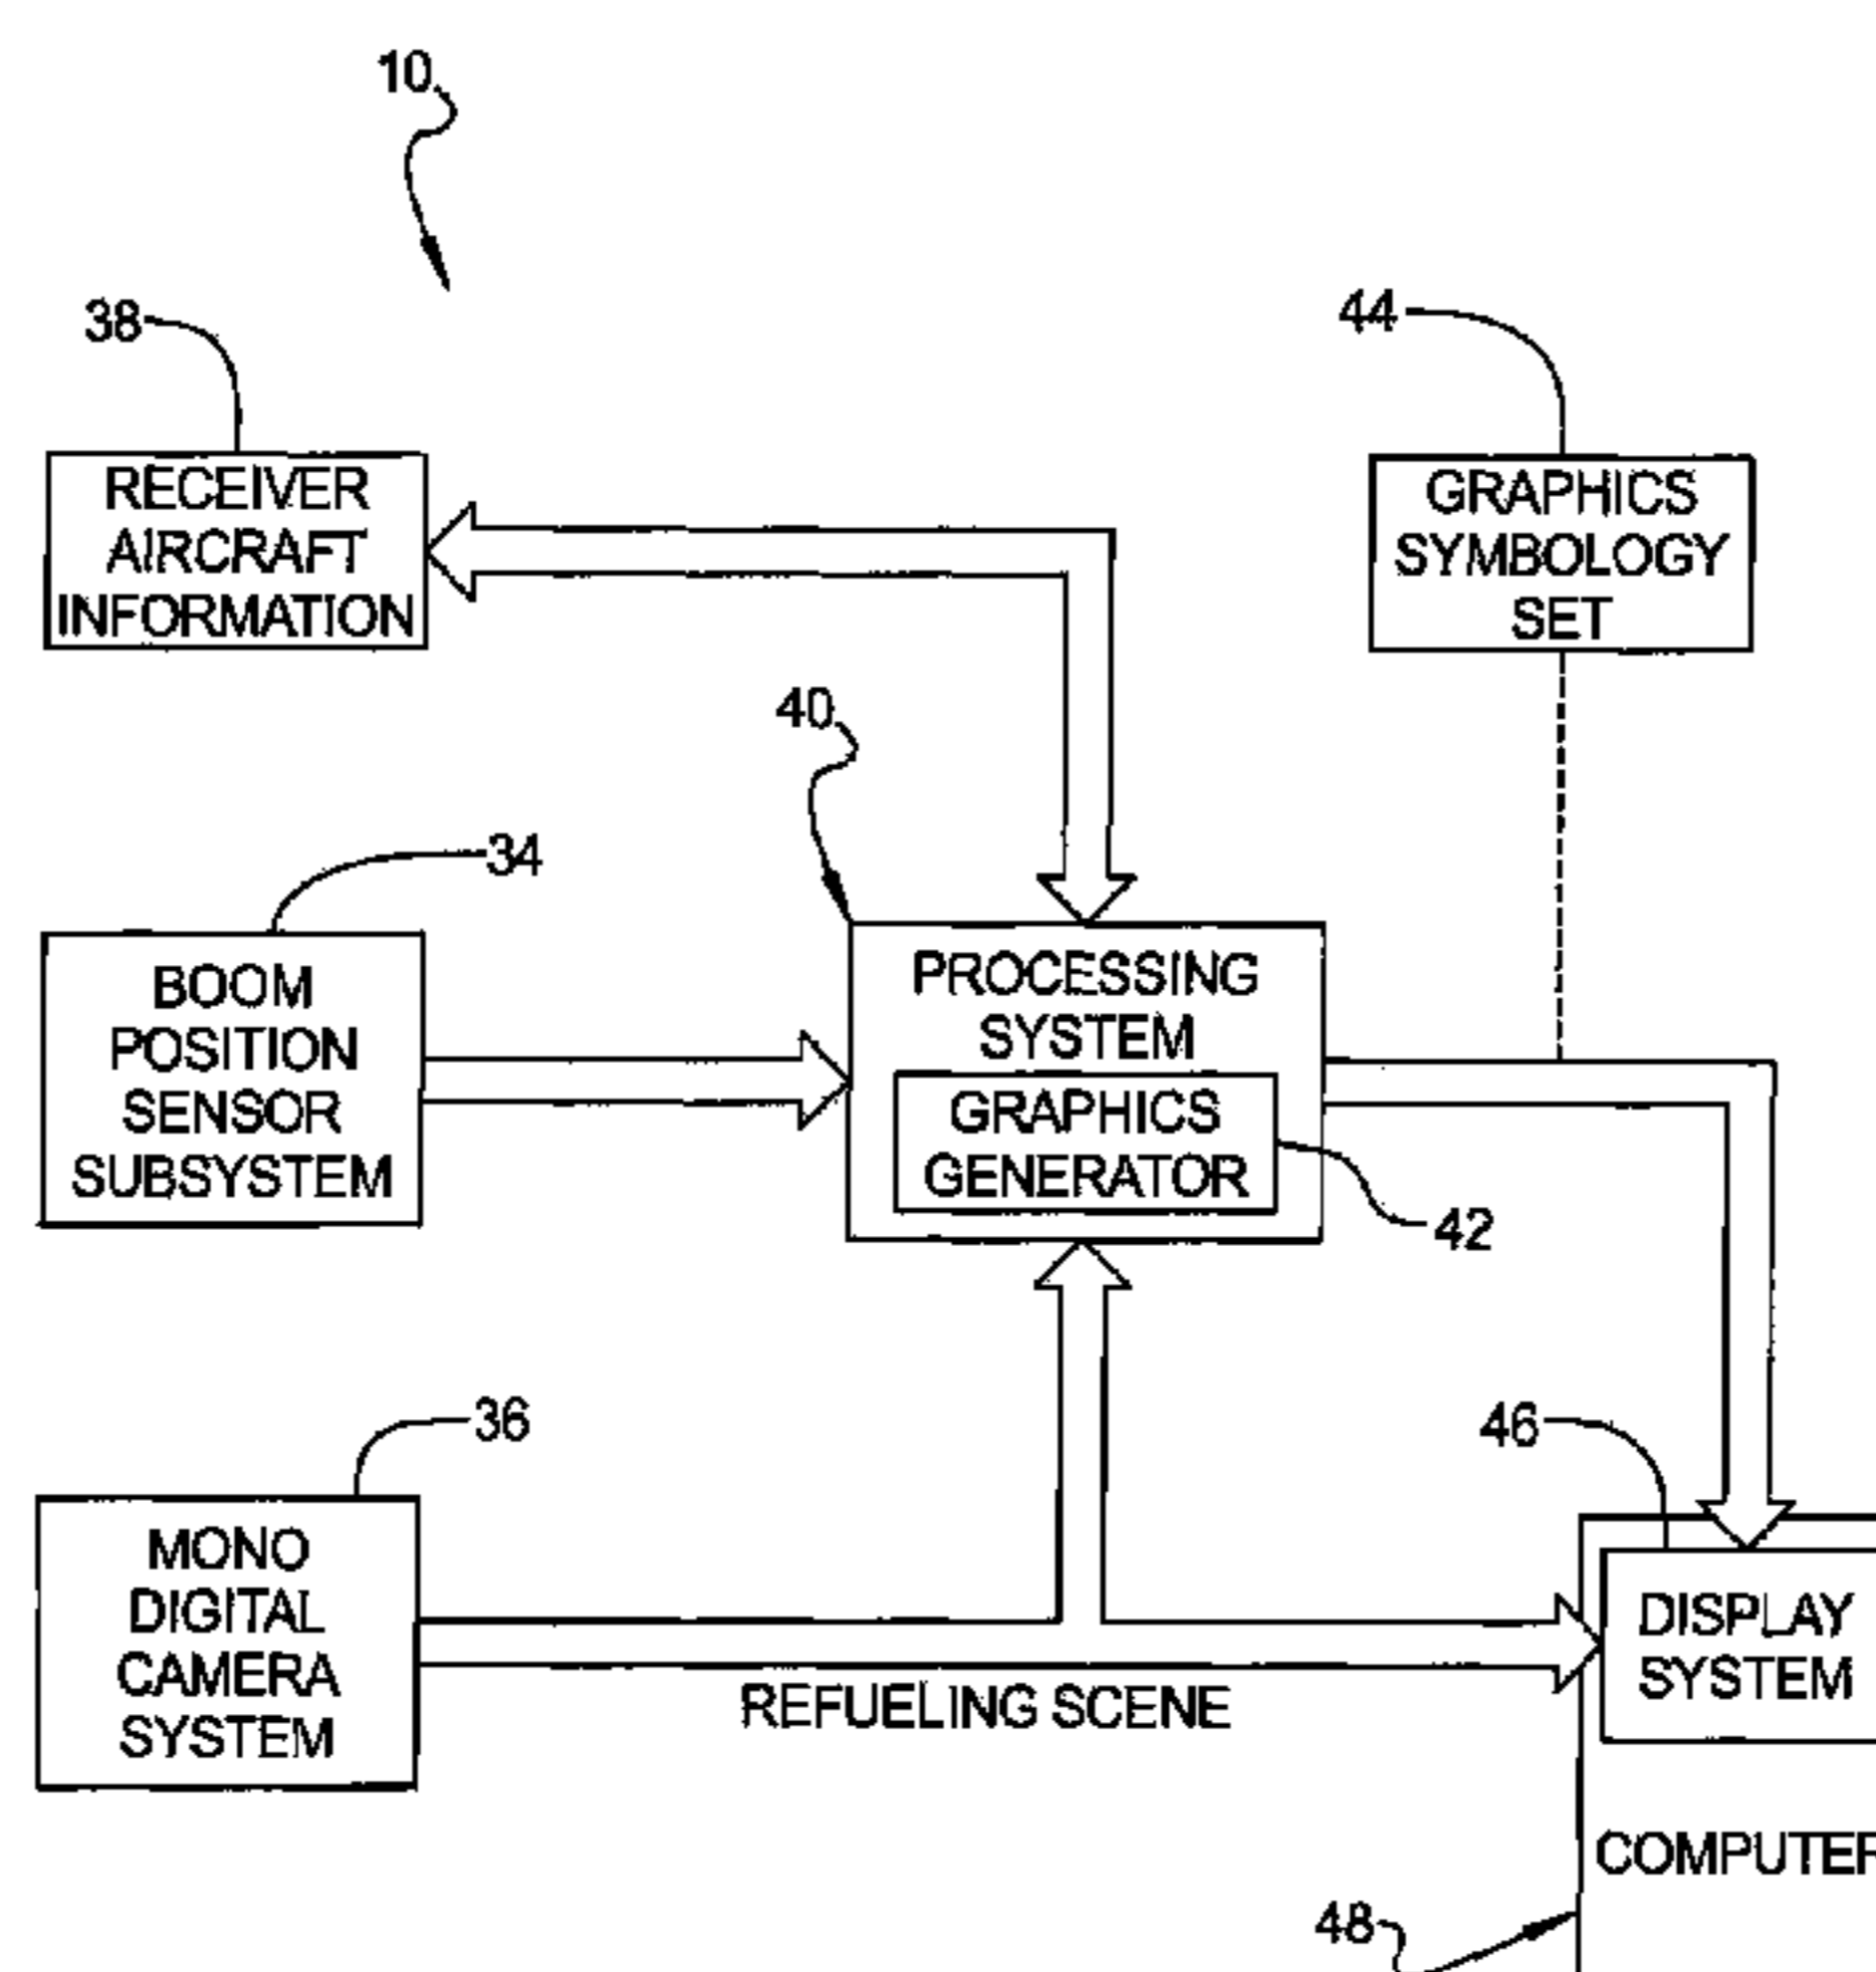 10
38
44
RECEIVER
AIRCRAFT
INFORMATION
GRAPHICS
SYMBOLOGY
SET
40
34
BOOM
POSITION
SENSOR
SUBSYSTEM
PROCESSING
SYSTEM
GRAPHICS
GENERATOR
42
36
46
MONO
DIGITAL
CAMERA
SYSTEM
REFUELING SCENE
DISPLAY
SYSTEM
COMPUTER
48